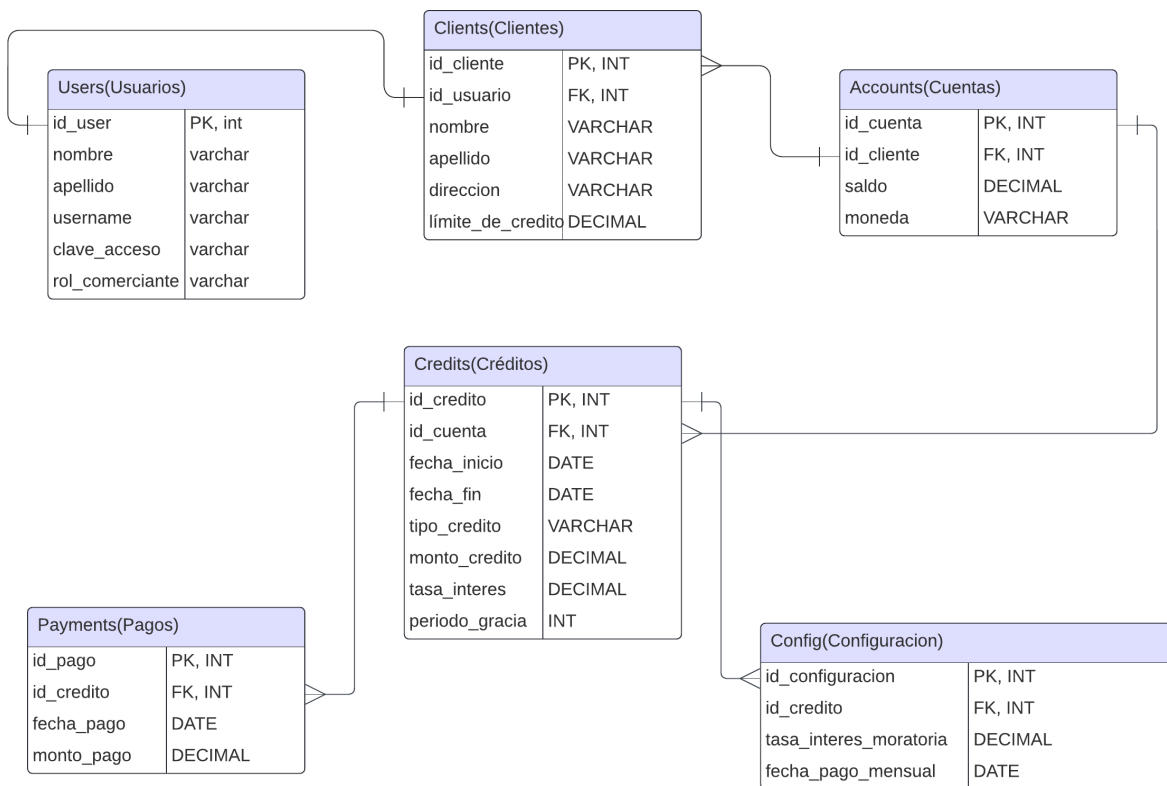 Clients(Clientes)
id_cliente PK, INT
id_usuario FK, INT
nombre VARCHAR
apellido VARCHAR
direccion VARCHAR
límite_de_credito DECIMAL
Users(Usuarios)
id_user PK, int
nombre varchar
apellido varchar
username varchar
clave_acceso varchar
rol_comerciante varchar
Accounts(Cuentas)
id_cuenta PK, INT
id_cliente FK, INT
saldo DECIMAL
moneda VARCHAR
Credits(Créditos)
id_credito PK, INT
id_cuenta FK, INT
fecha_inicio DATE
fecha_fin DATE
tipo_credito VARCHAR
monto_credito DECIMAL
tasa_interes DECIMAL
periodo_gracia INT
Payments(Pagos)
id_pago PK, INT
id_credito FK, INT
fecha_pago DATE
monto_pago DECIMAL
Config(Configuracion)
id_configuracion PK, INT
id_credito FK, INT
tasa_interes_moratoria DECIMAL
fecha_pago_mensual DATE